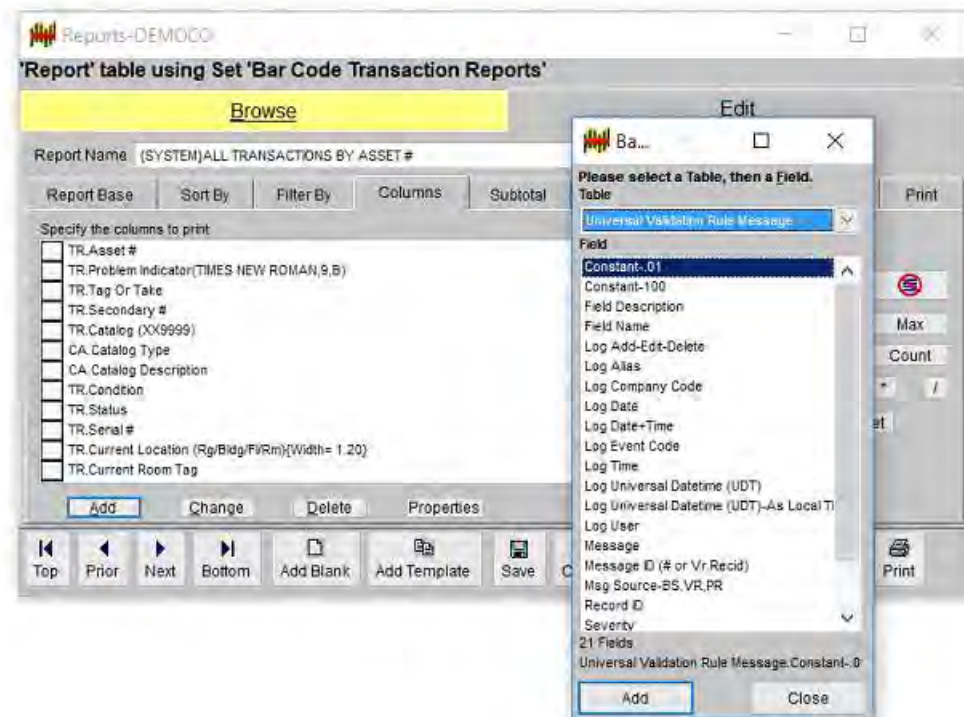 Reports-DEMOCO
'Report' table using Set 'Bar Code Transaction Reports'
Browse
Edit
Report Name (SYSTEM)ALL TRANSACTIONS BY ASSET #
Report Base Sort By Filter By Columns Subtotal Print
Specify the columns to print
TR.Asset #
TR.Problem Indicator(TIMES NEW ROMAN,9,B)
TR.Tag Or Take
TR.Secondary #
TR.Catalog (XX9999)
CA.Catalog Type
CA.Catalog Description
TR.Condition
TR.Status
TR.Serial #
TR.Current Location (Rg/Bldg/Fl/Rm){Width= 1.20}
TR.Current Room Tag
Max
Count
* /
et
Add Change Delete Properties
Top Prior Next Bottom Add Blank Add Template Save C Print
Ba...
Please select a Table, then a Field.
Table
Universal Validation Rule Message
Field
Constant-.01
Constant-100
Field Description
Field Name
Log Add-Edit-Delete
Log Alias
Log Company Code
Log Date
Log Date+Time
Log Event Code
Log Time
Log Universal Datetime (UDT)
Log Universal Datetime (UDT)-As Local Ti
Log User
Message
Message ID (# or Vr.Recid)
Msg Source-BS,VR,PR
Record ID
Severity
21 Fields
Universal Validation Rule Message.Constant-.0
Add Close